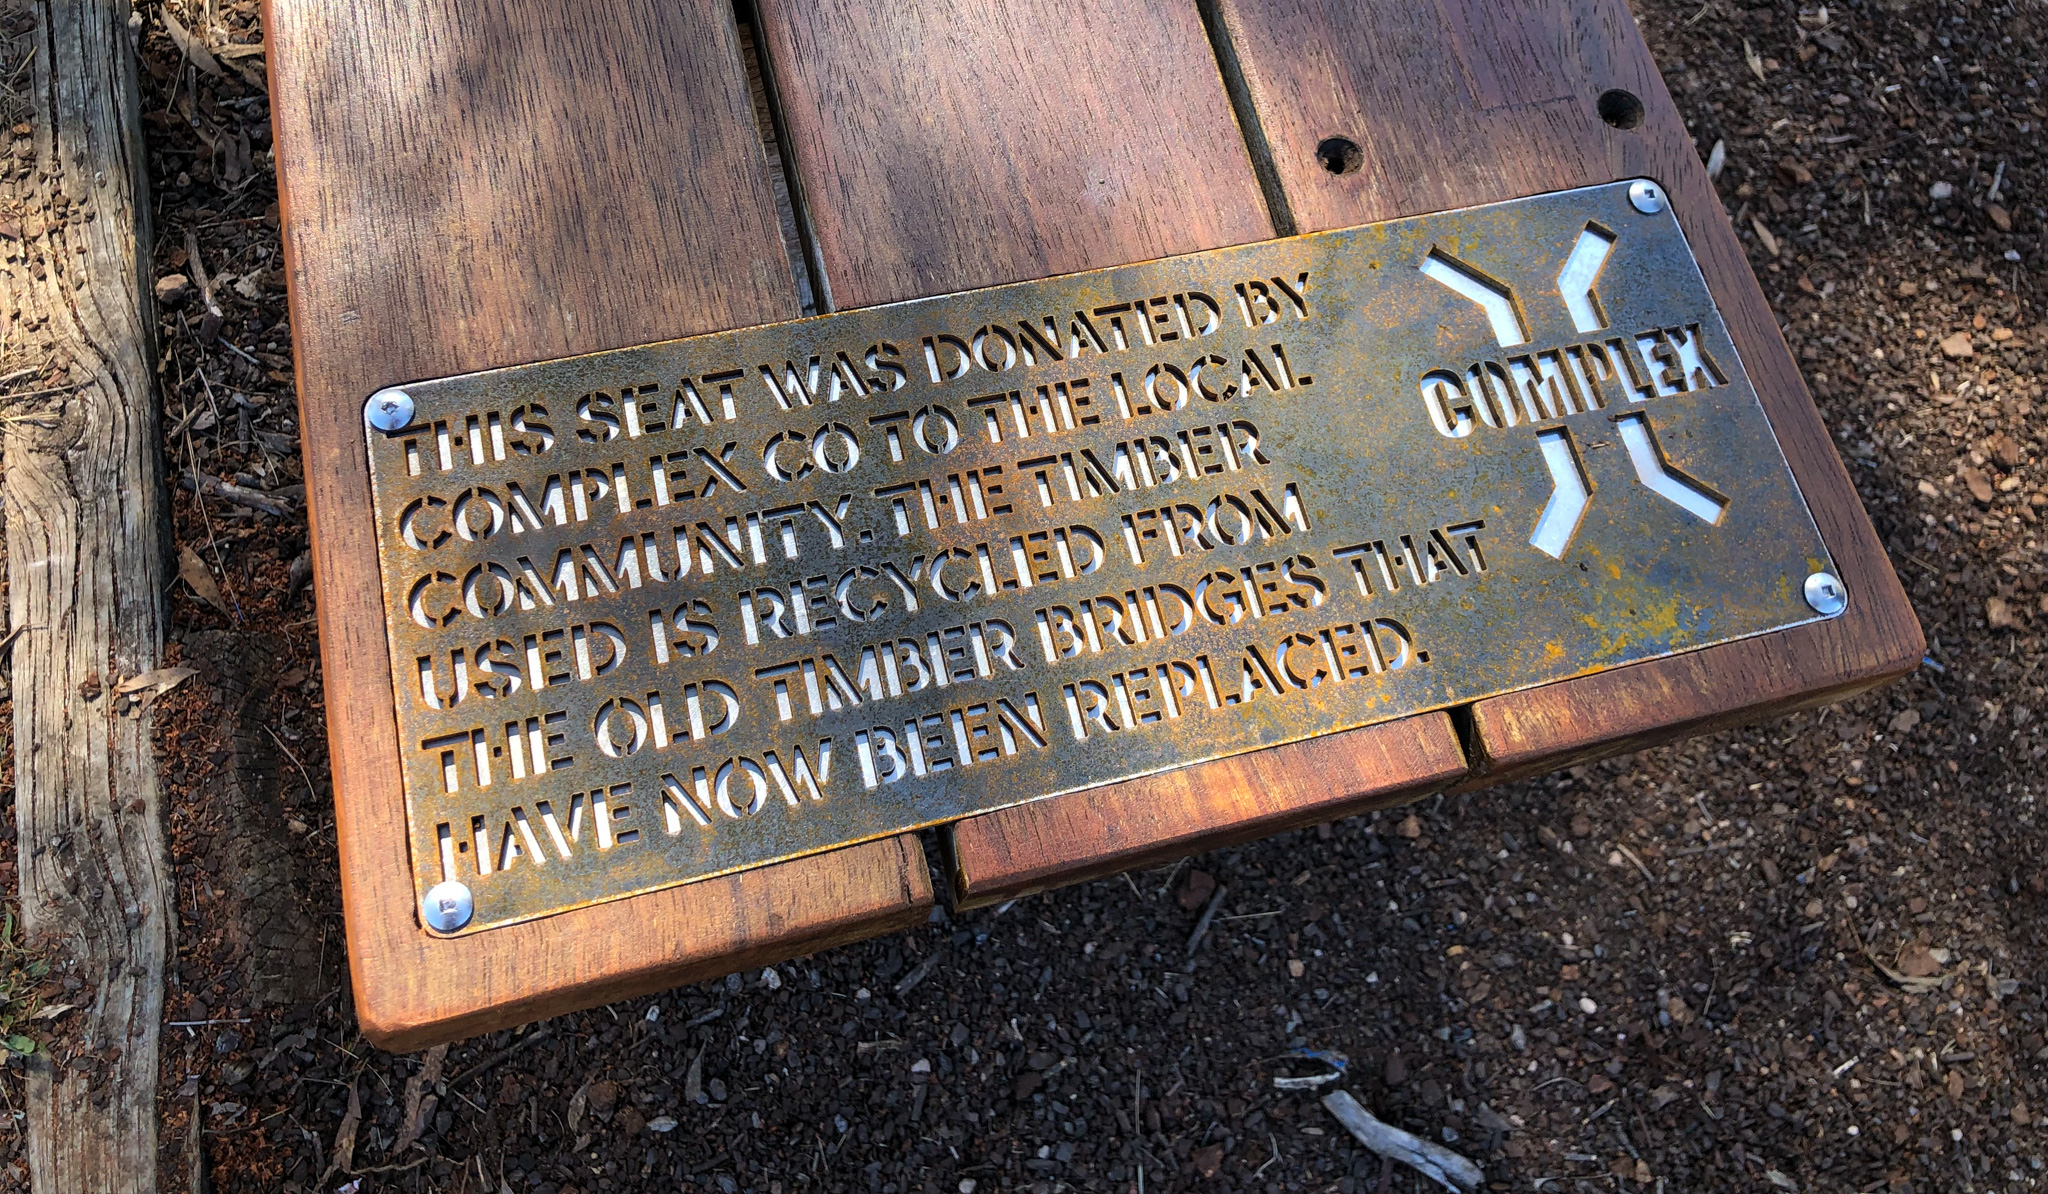 THIS SEAT WAS DONATED BY
COMPLEX CO TO THE LOCAL
COMMUNITY. THE TIMBER
USED IS RECYCLED FROM
THE OLD TIMBER BRIDGES THAT
HAVE NOW BEEN REPLACED.
COMPLEX